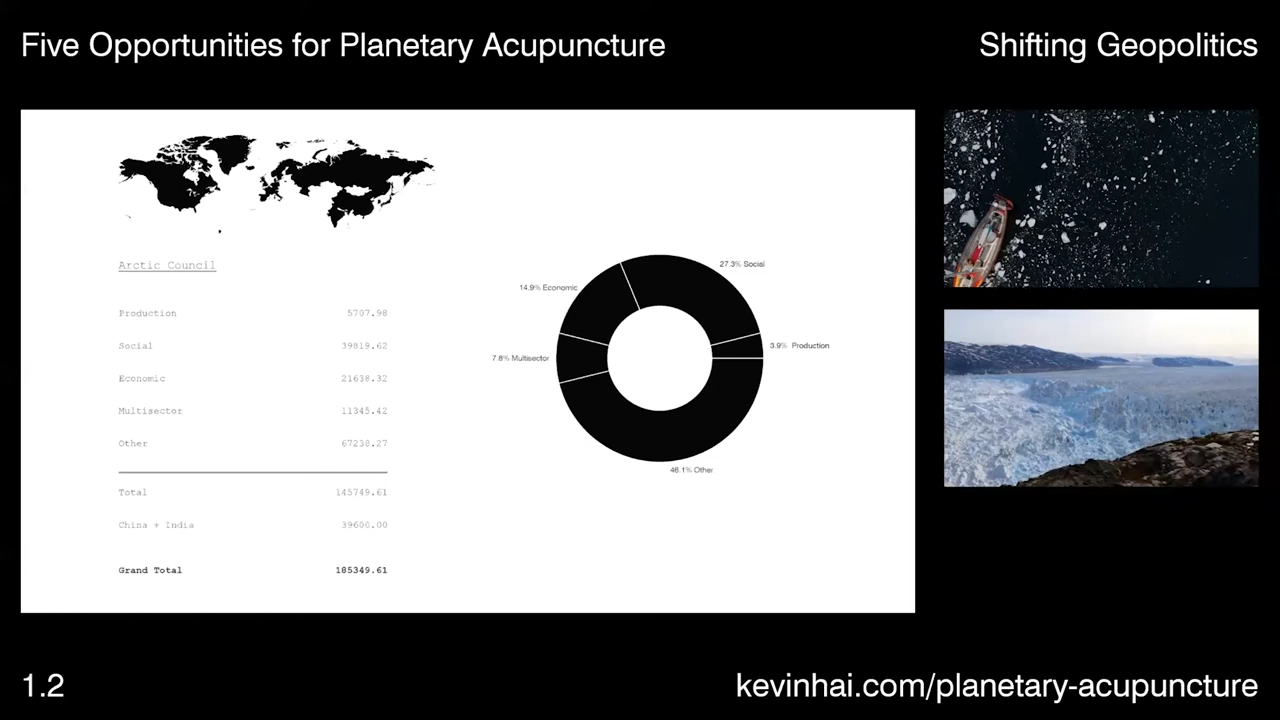 Five Opportunities for Planetary Acupuncture
Shifting Geopolitics
Arctic Council
Production 5707.98
Social 39819.62
Economic 21638.32
Multisector 11345.42
Other 67238.27
Total 145749.61
China + India 39600.00
Grand Total 185349.61
27.3% Social
14.9% Economic
3.9% Production
7.8% Multisector
46.1% Other
1.2
kevinhai.com/planetary-acupuncture